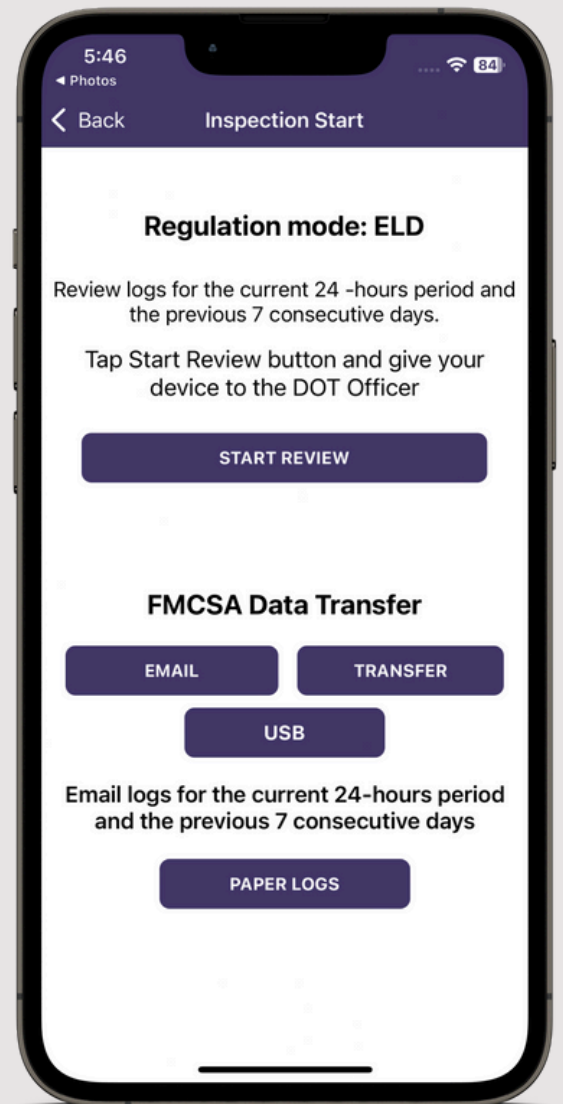 5:46
84
◀ Photos
Back
Inspection Start
Regulation mode: ELD
Review logs for the current 24 -hours period and
the previous 7 consecutive days.
Tap Start Review button and give your
device to the DOT Officer
START REVIEW
FMCSA Data Transfer
EMAIL
TRANSFER
USB
Email logs for the current 24-hours period
and the previous 7 consecutive days
PAPER LOGS